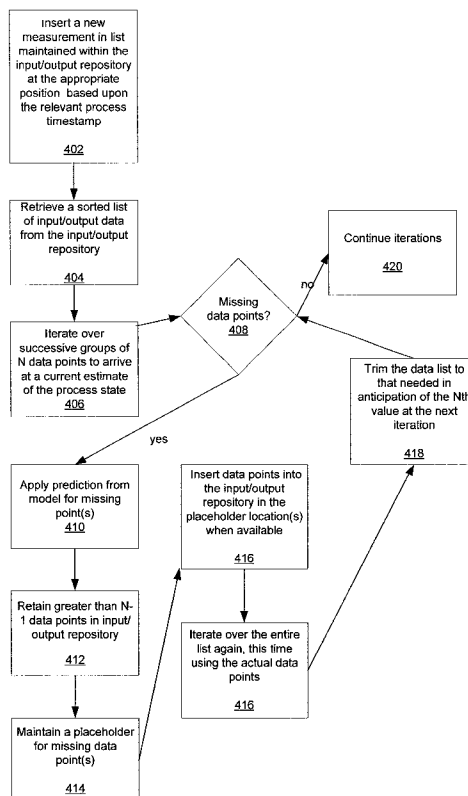 Insert a new
measurement in list
maintained within the
input/output repository
at the appropriate
position based upon
the relevant process
timestamp
402
Retrieve a sorted list
of input/output data
from the input/output
repository
404
Iterate over
successive groups of
N data points to arrive
at a current estimate
of the process state
406
Missing
data points?
408
no
Continue iterations
420
yes
Apply prediction from
model for missing
point(s)
410
Retain greater than N-
1 data points in input/
output repository
412
Maintain a placeholder
for missing data
point(s)
414
Insert data points into
the input/output
repository in the
placeholder location(s)
when available
416
Iterate over the entire
list again, this time
using the actual data
points
416
Trim the data list to
that needed in
anticipation of the Nth
value at the next
iteration
418